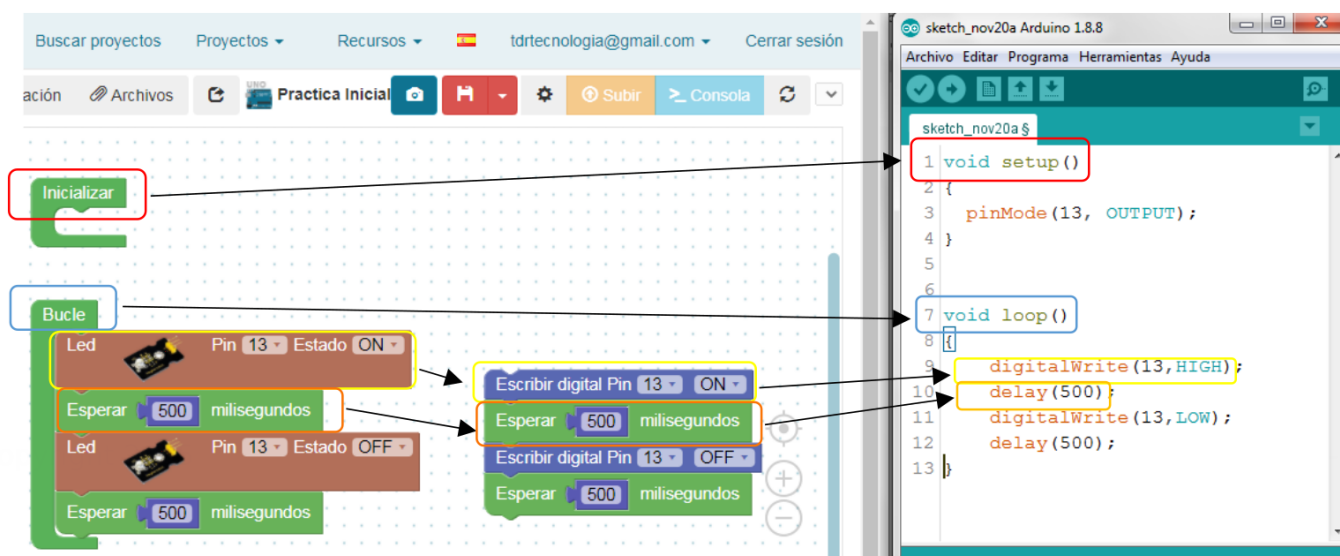 Buscar proyectos Proyectos Recursos tdrtecnologia@gmail.com Cerrar sesión
ación Archivos UNO Practica Inicial Subir >_ Consola
Inicializar
Bucle
Led Pin 13 Estado ON
Esperar 500 milisegundos
Led Pin 13 Estado OFF
Esperar 500 milisegundos
Escribir digital Pin 13 ON
Esperar 500 milisegundos
Escribir digital Pin 13 OFF
Esperar 500 milisegundos
sketch_nov20a Arduino 1.8.8
Archivo Editar Programa Herramientas Ayuda
sketch_nov20a §
1 void setup()
2 {
3 pinMode(13, OUTPUT);
4 }
5
6
7 void loop()
8 {
9 digitalWrite(13,HIGH);
10 delay(500);
11 digitalWrite(13,LOW);
12 delay(500);
13 }